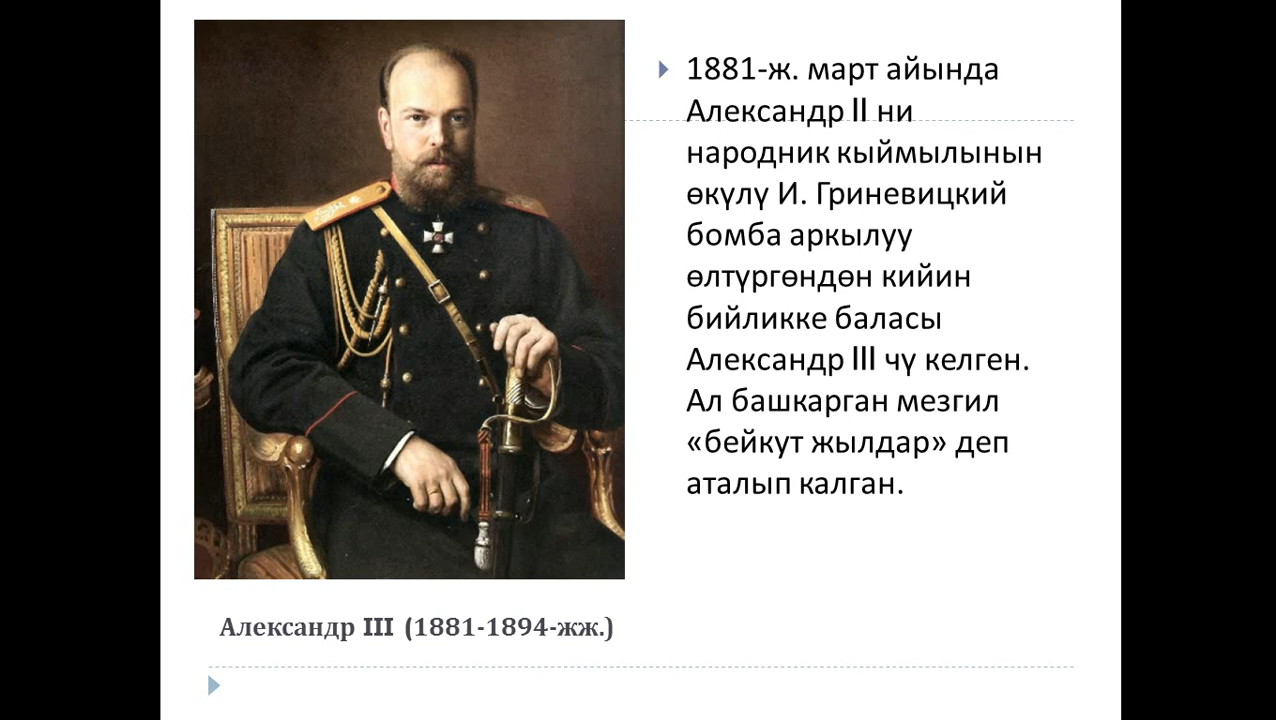 1881-ж. март айында
Александр II ни
народник кыймылынын
өкүлү И. Гриневицкий
бомба аркылуу
өлтүргөндөн кийин
бийликке баласы
Александр III чү келген.
Ал башкарган мезгил
«бейкут жылдар» деп
аталып калган.
Александр III (1881-1894-жж.)